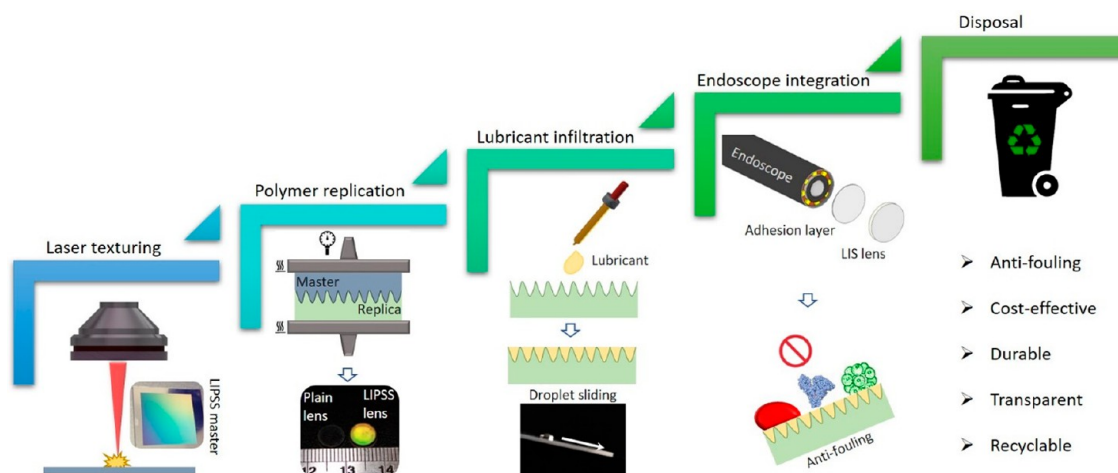 Laser texturing
LIPSS
master
Polymer replication
Master
Replica
Plain
lens
LIPSS
lens
12 13 14
Lubricant infiltration
Lubricant
Droplet sliding
Endoscope integration
Endoscope
Adhesion layer
LIS lens
Anti-fouling
Disposal
➢ Anti-fouling
➢ Cost-effective
➢ Durable
➢ Transparent
➢ Recyclable